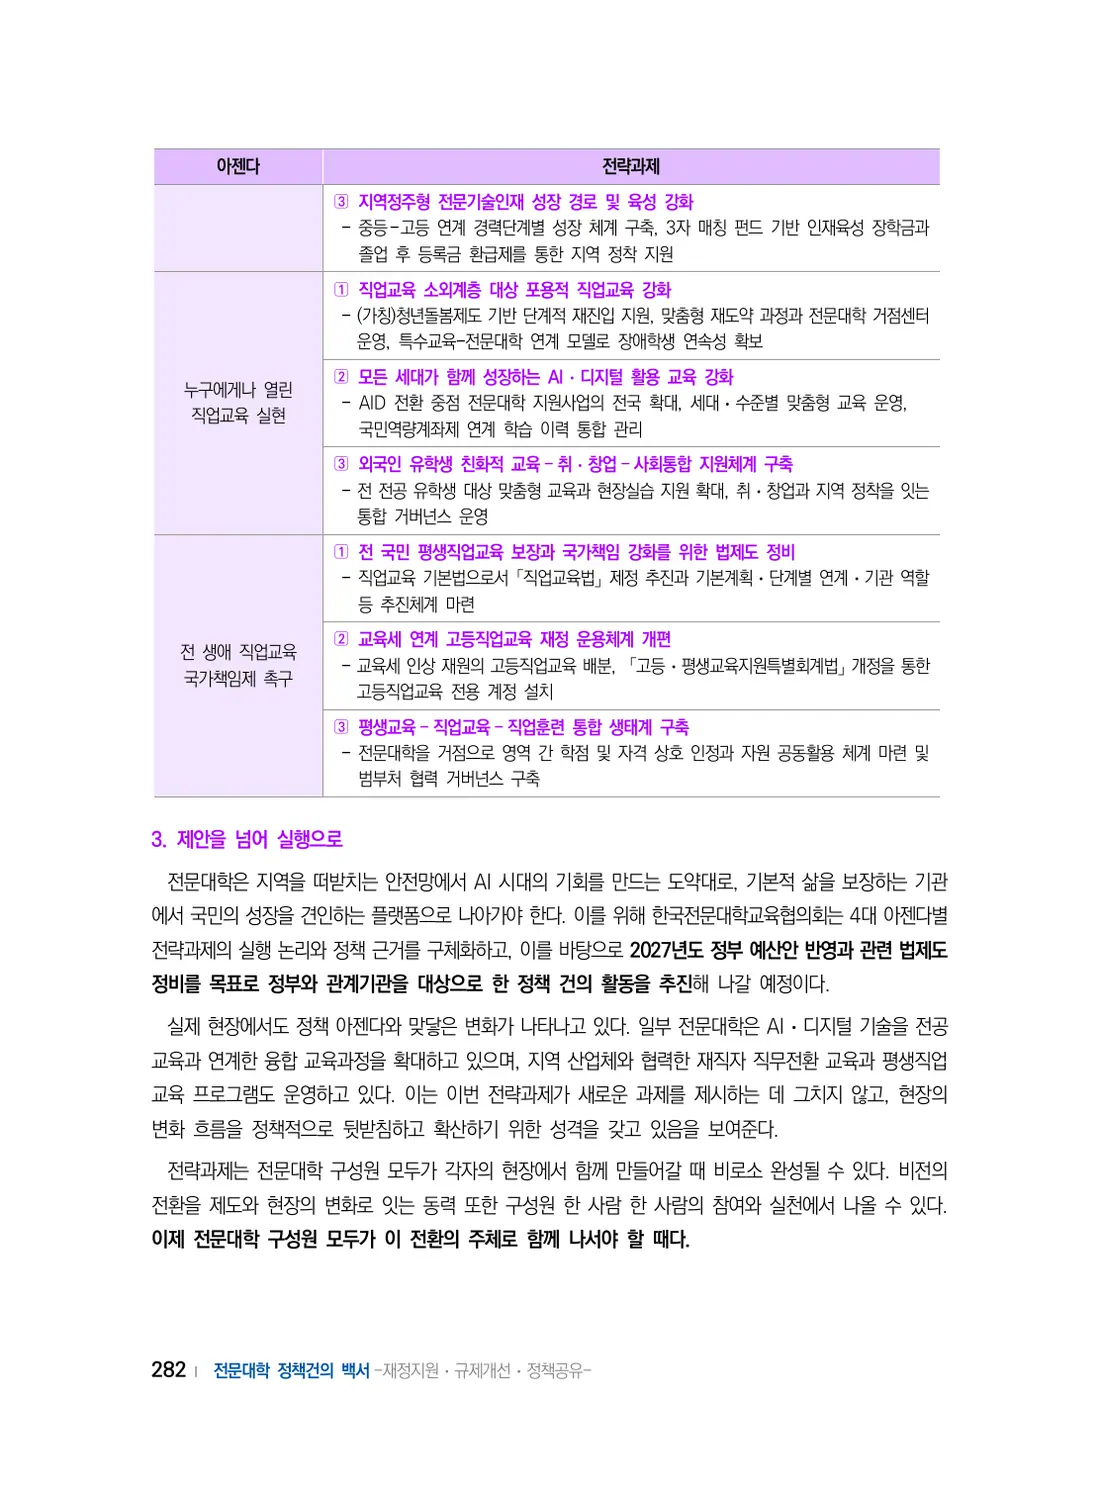 아젠다
전략과제
③ 지역정주형 전문기술인재 성장 경로 및 육성 강화
- 중등-고등 연계 경력단계별 성장 체계 구축, 3자 매칭 펀드 기반 인재육성 장학금과
졸업 후 등록금 환급제를 통한 지역 정착 지원
누구에게나 열린
직업교육 실현
① 직업교육 소외계층 대상 포용적 직업교육 강화
- (가칭)청년돌봄제도 기반 단계적 재진입 지원, 맞춤형 재도약 과정과 전문대학 거점센터
운영, 특수교육-전문대학 연계 모델로 장애학생 연속성 확보
② 모든 세대가 함께 성장하는 AI · 디지털 활용 교육 강화
- AID 전환 중점 전문대학 지원사업의 전국 확대, 세대 · 수준별 맞춤형 교육 운영,
국민역량계좌제 연계 학습 이력 통합 관리
③ 외국인 유학생 친화적 교육 - 취 · 창업 - 사회통합 지원체계 구축
- 전 전공 유학생 대상 맞춤형 교육과 현장실습 지원 확대, 취 · 창업과 지역 정착을 잇는
통합 거버넌스 운영
전 생애 직업교육
국가책임제 촉구
① 전 국민 평생직업교육 보장과 국가책임 강화를 위한 법제도 정비
- 직업교육 기본법으로서 「직업교육법」 제정 추진과 기본계획 · 단계별 연계 · 기관 역할
등 추진체계 마련
② 교육세 연계 고등직업교육 재정 운용체계 개편
- 교육세 인상 재원의 고등직업교육 배분, 「고등 · 평생교육지원특별회계법」 개정을 통한
고등직업교육 전용 계정 설치
③ 평생교육 - 직업교육 - 직업훈련 통합 생태계 구축
- 전문대학을 거점으로 영역 간 학점 및 자격 상호 인정과 자원 공동활용 체계 마련 및
범부처 협력 거버넌스 구축
3. 제안을 넘어 실행으로
전문대학은 지역을 떠받치는 안전망에서 AI 시대의 기회를 만드는 도약대로, 기본적 삶을 보장하는 기관
에서 국민의 성장을 견인하는 플랫폼으로 나아가야 한다. 이를 위해 한국전문대학교육협의회는 4대 아젠다별
전략과제의 실행 논리와 정책 근거를 구체화하고, 이를 바탕으로 2027년도 정부 예산안 반영과 관련 법제도
정비를 목표로 정부와 관계기관을 대상으로 한 정책 건의 활동을 추진해 나갈 예정이다.
실제 현장에서도 정책 아젠다와 맞닿은 변화가 나타나고 있다. 일부 전문대학은 AI · 디지털 기술을 전공
교육과 연계한 융합 교육과정을 확대하고 있으며, 지역 산업체와 협력한 재직자 직무전환 교육과 평생직업
교육 프로그램도 운영하고 있다. 이는 이번 전략과제가 새로운 과제를 제시하는 데 그치지 않고, 현장의
변화 흐름을 정책적으로 뒷받침하고 확산하기 위한 성격을 갖고 있음을 보여준다.
전략과제는 전문대학 구성원 모두가 각자의 현장에서 함께 만들어갈 때 비로소 완성될 수 있다. 비전의
전환을 제도와 현장의 변화로 잇는 동력 또한 구성원 한 사람 한 사람의 참여와 실천에서 나올 수 있다.
이제 전문대학 구성원 모두가 이 전환의 주체로 함께 나서야 할 때다.
282 | 전문대학 정책건의 백서 -재정지원 · 규제개선 · 정책공유-